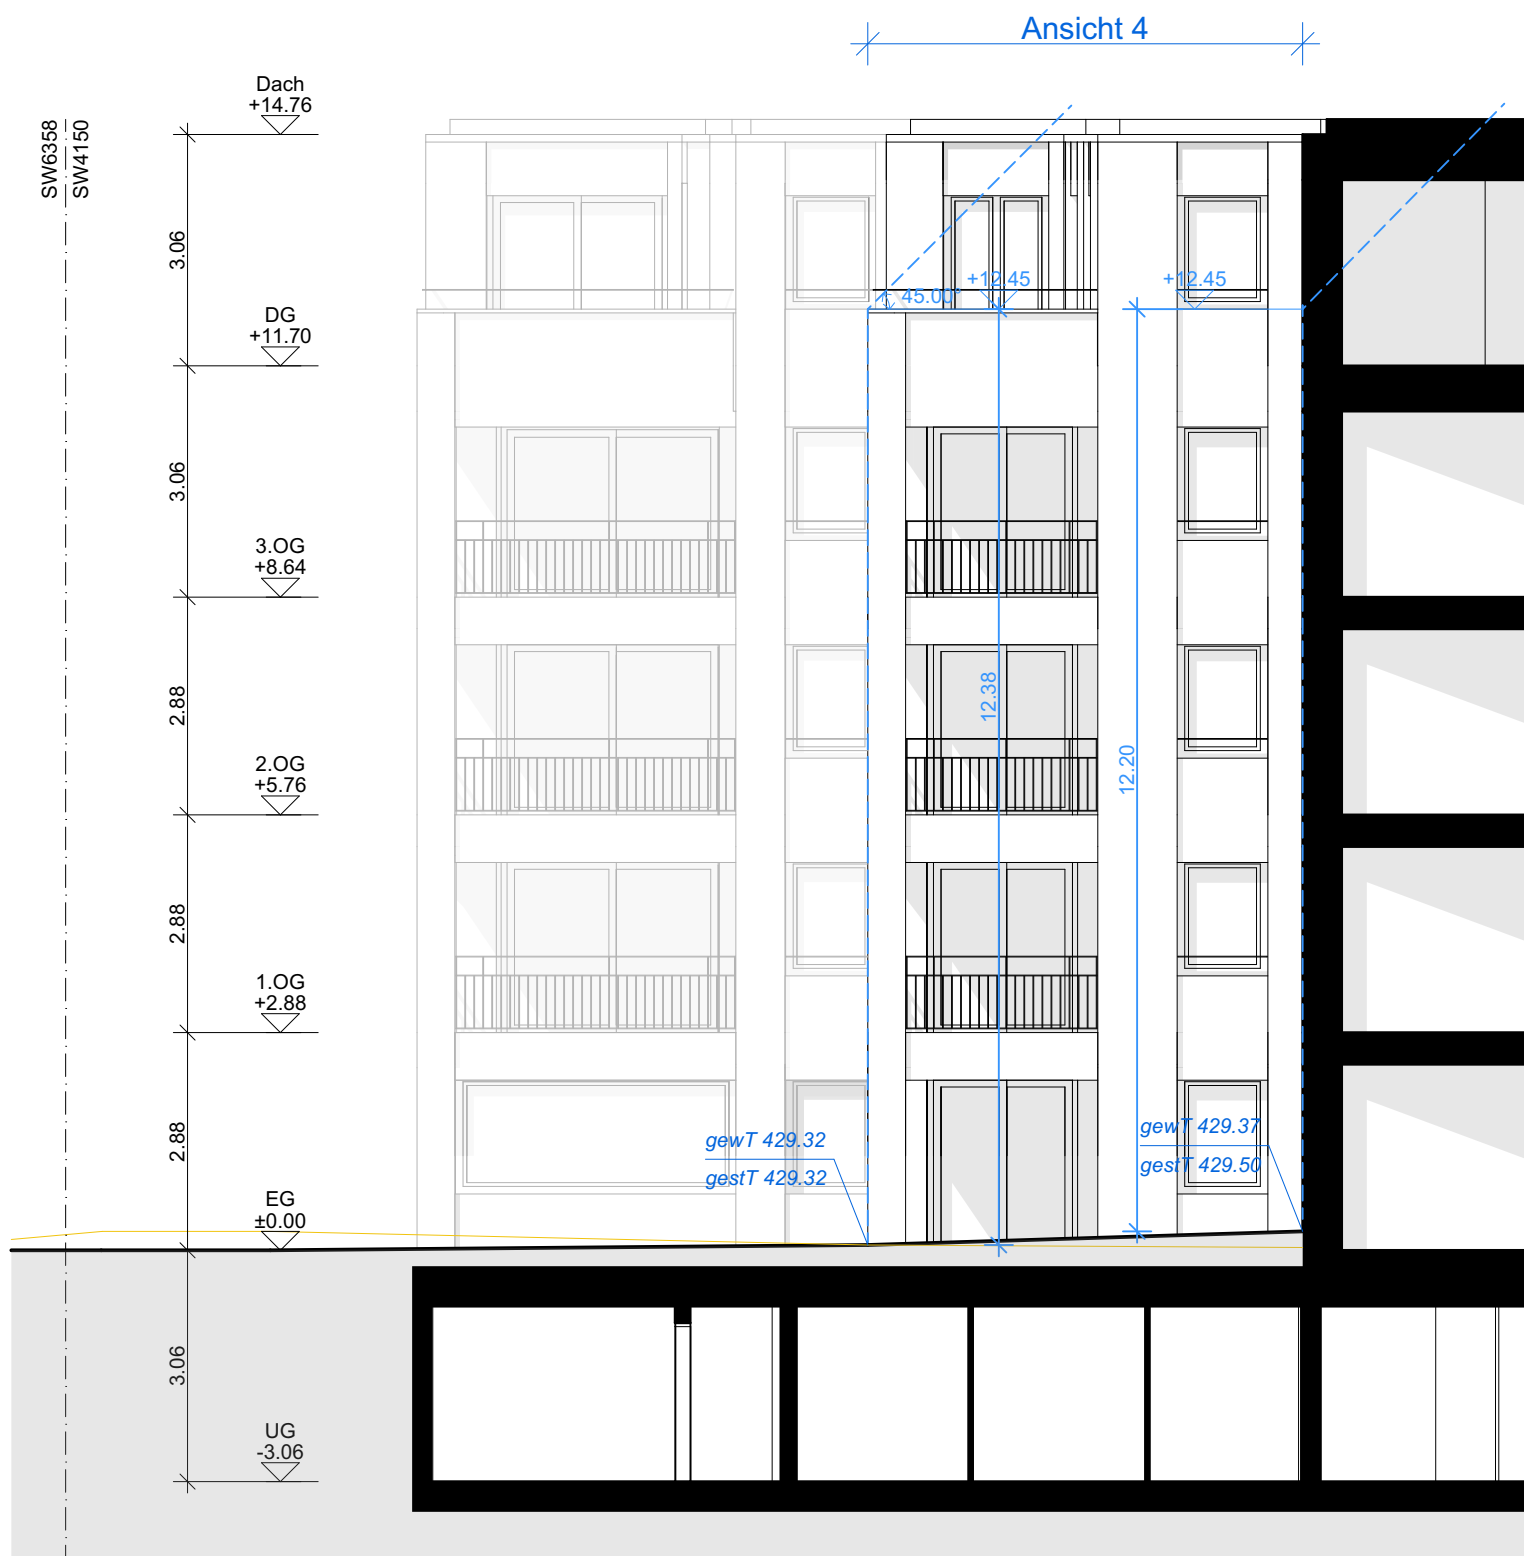 Ansicht 4
SW6358
SW4150
Dach
+14.76
3.06
+12.45
+12.45
45.00°
DG
+11.70
3.06
3.OG
+8.64
2.88
12.38
2.OG
+5.76
12.20
2.88
1.OG
+2.88
2.88
gewT 429.32
gestT 429.32
gewT 429.37
gestT 429.50
EG
±0.00
3.06
UG
-3.06